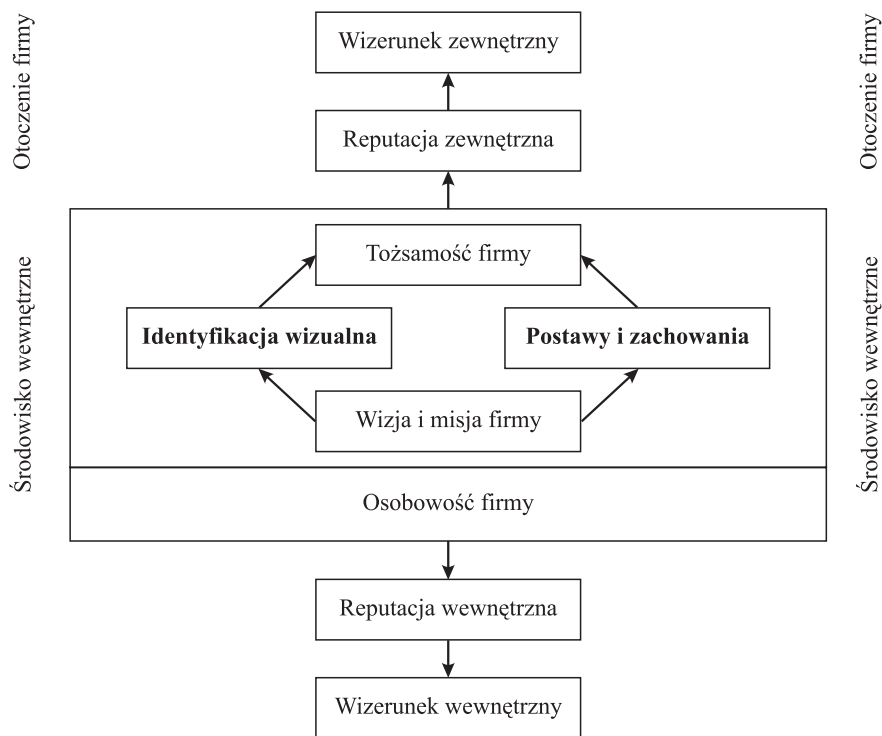 Otoczenie firmy
Wizerunek zewnętrzny
Otoczenie firmy
Reputacja zewnętrzna
Środowisko wewnętrzne
Tożsamość firmy
Środowisko wewnętrzne
Identyfikacja wizualna
Postawy i zachowania
Wizja i misja firmy
Osobowość firmy
Reputacja wewnętrzna
Wizerunek wewnętrzny